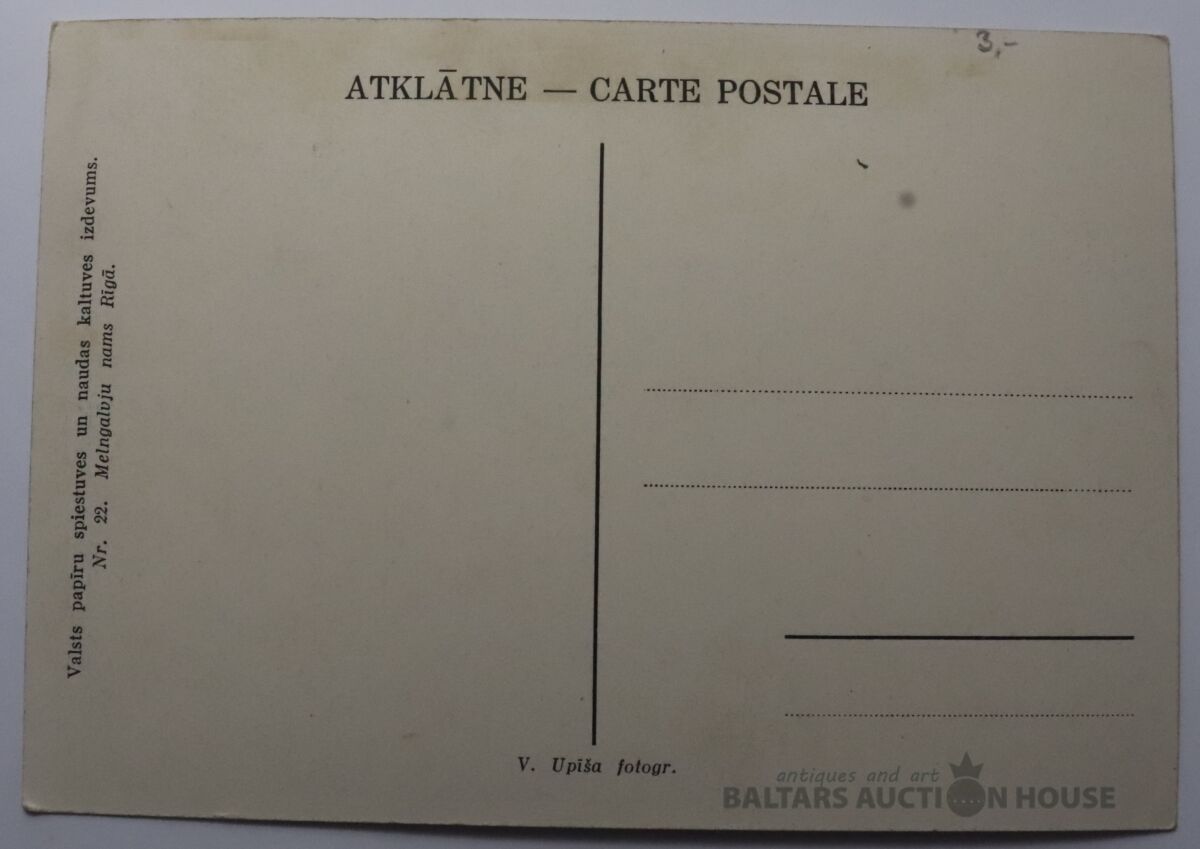 3,-
ATKLĀTNE — CARTE POSTALE
Valsts papīru spiestuves un naudas kaltuves izdevums.
Nr. 22. Melngalvju nams Rīgā.
V. Upīša fotogr.
antiques and art
BALTARS AUCTION HOUSE